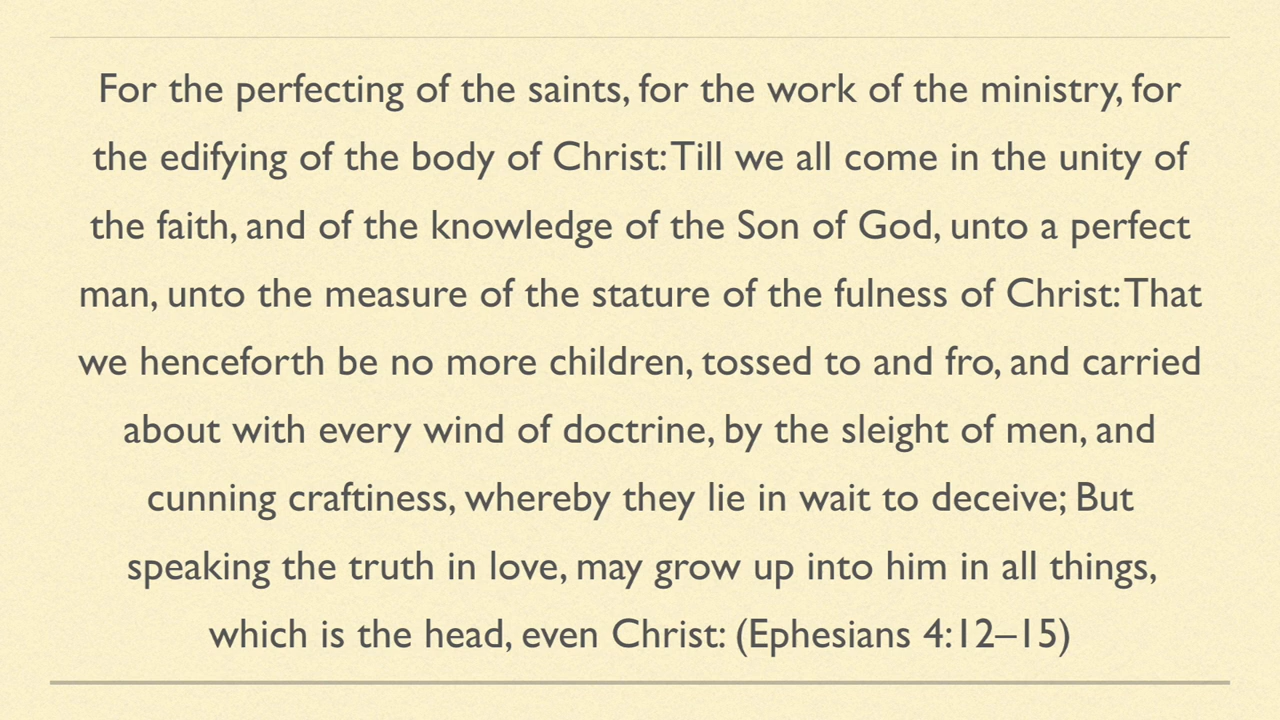 For the perfecting of the saints, for the work of the ministry, for
the edifying of the body of Christ: Till we all come in the unity of
the faith, and of the knowledge of the Son of God, unto a perfect
man, unto the measure of the stature of the fulness of Christ: That
we henceforth be no more children, tossed to and fro, and carried
about with every wind of doctrine, by the sleight of men, and
cunning craftiness, whereby they lie in wait to deceive; But
speaking the truth in love, may grow up into him in all things,
which is the head, even Christ: (Ephesians 4:12–15)